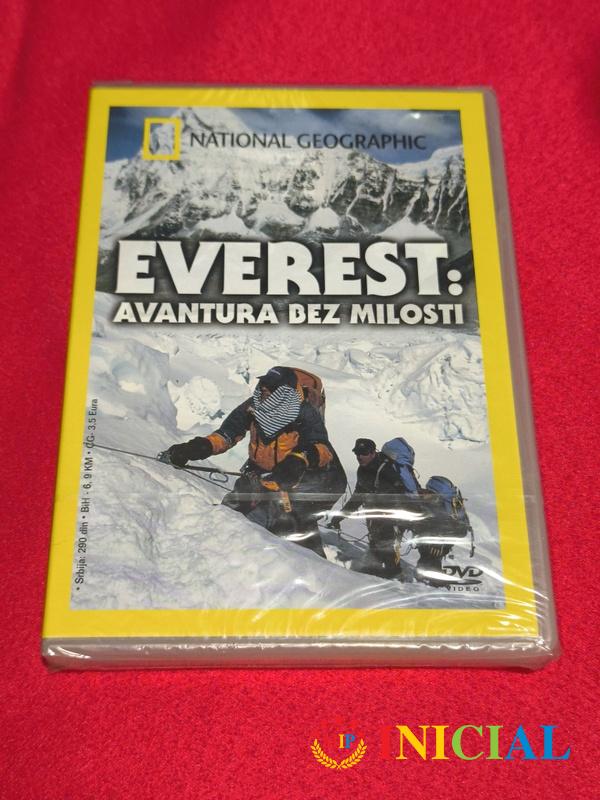 NATIONAL GEOGRAPHIC
EVEREST:
AVANTURA BEZ MILOSTI
• Srbija: 290 din • BiH - 6, 9 KM • CG- 3,5 Eura
DVD
VIDEO
IP INICIAL